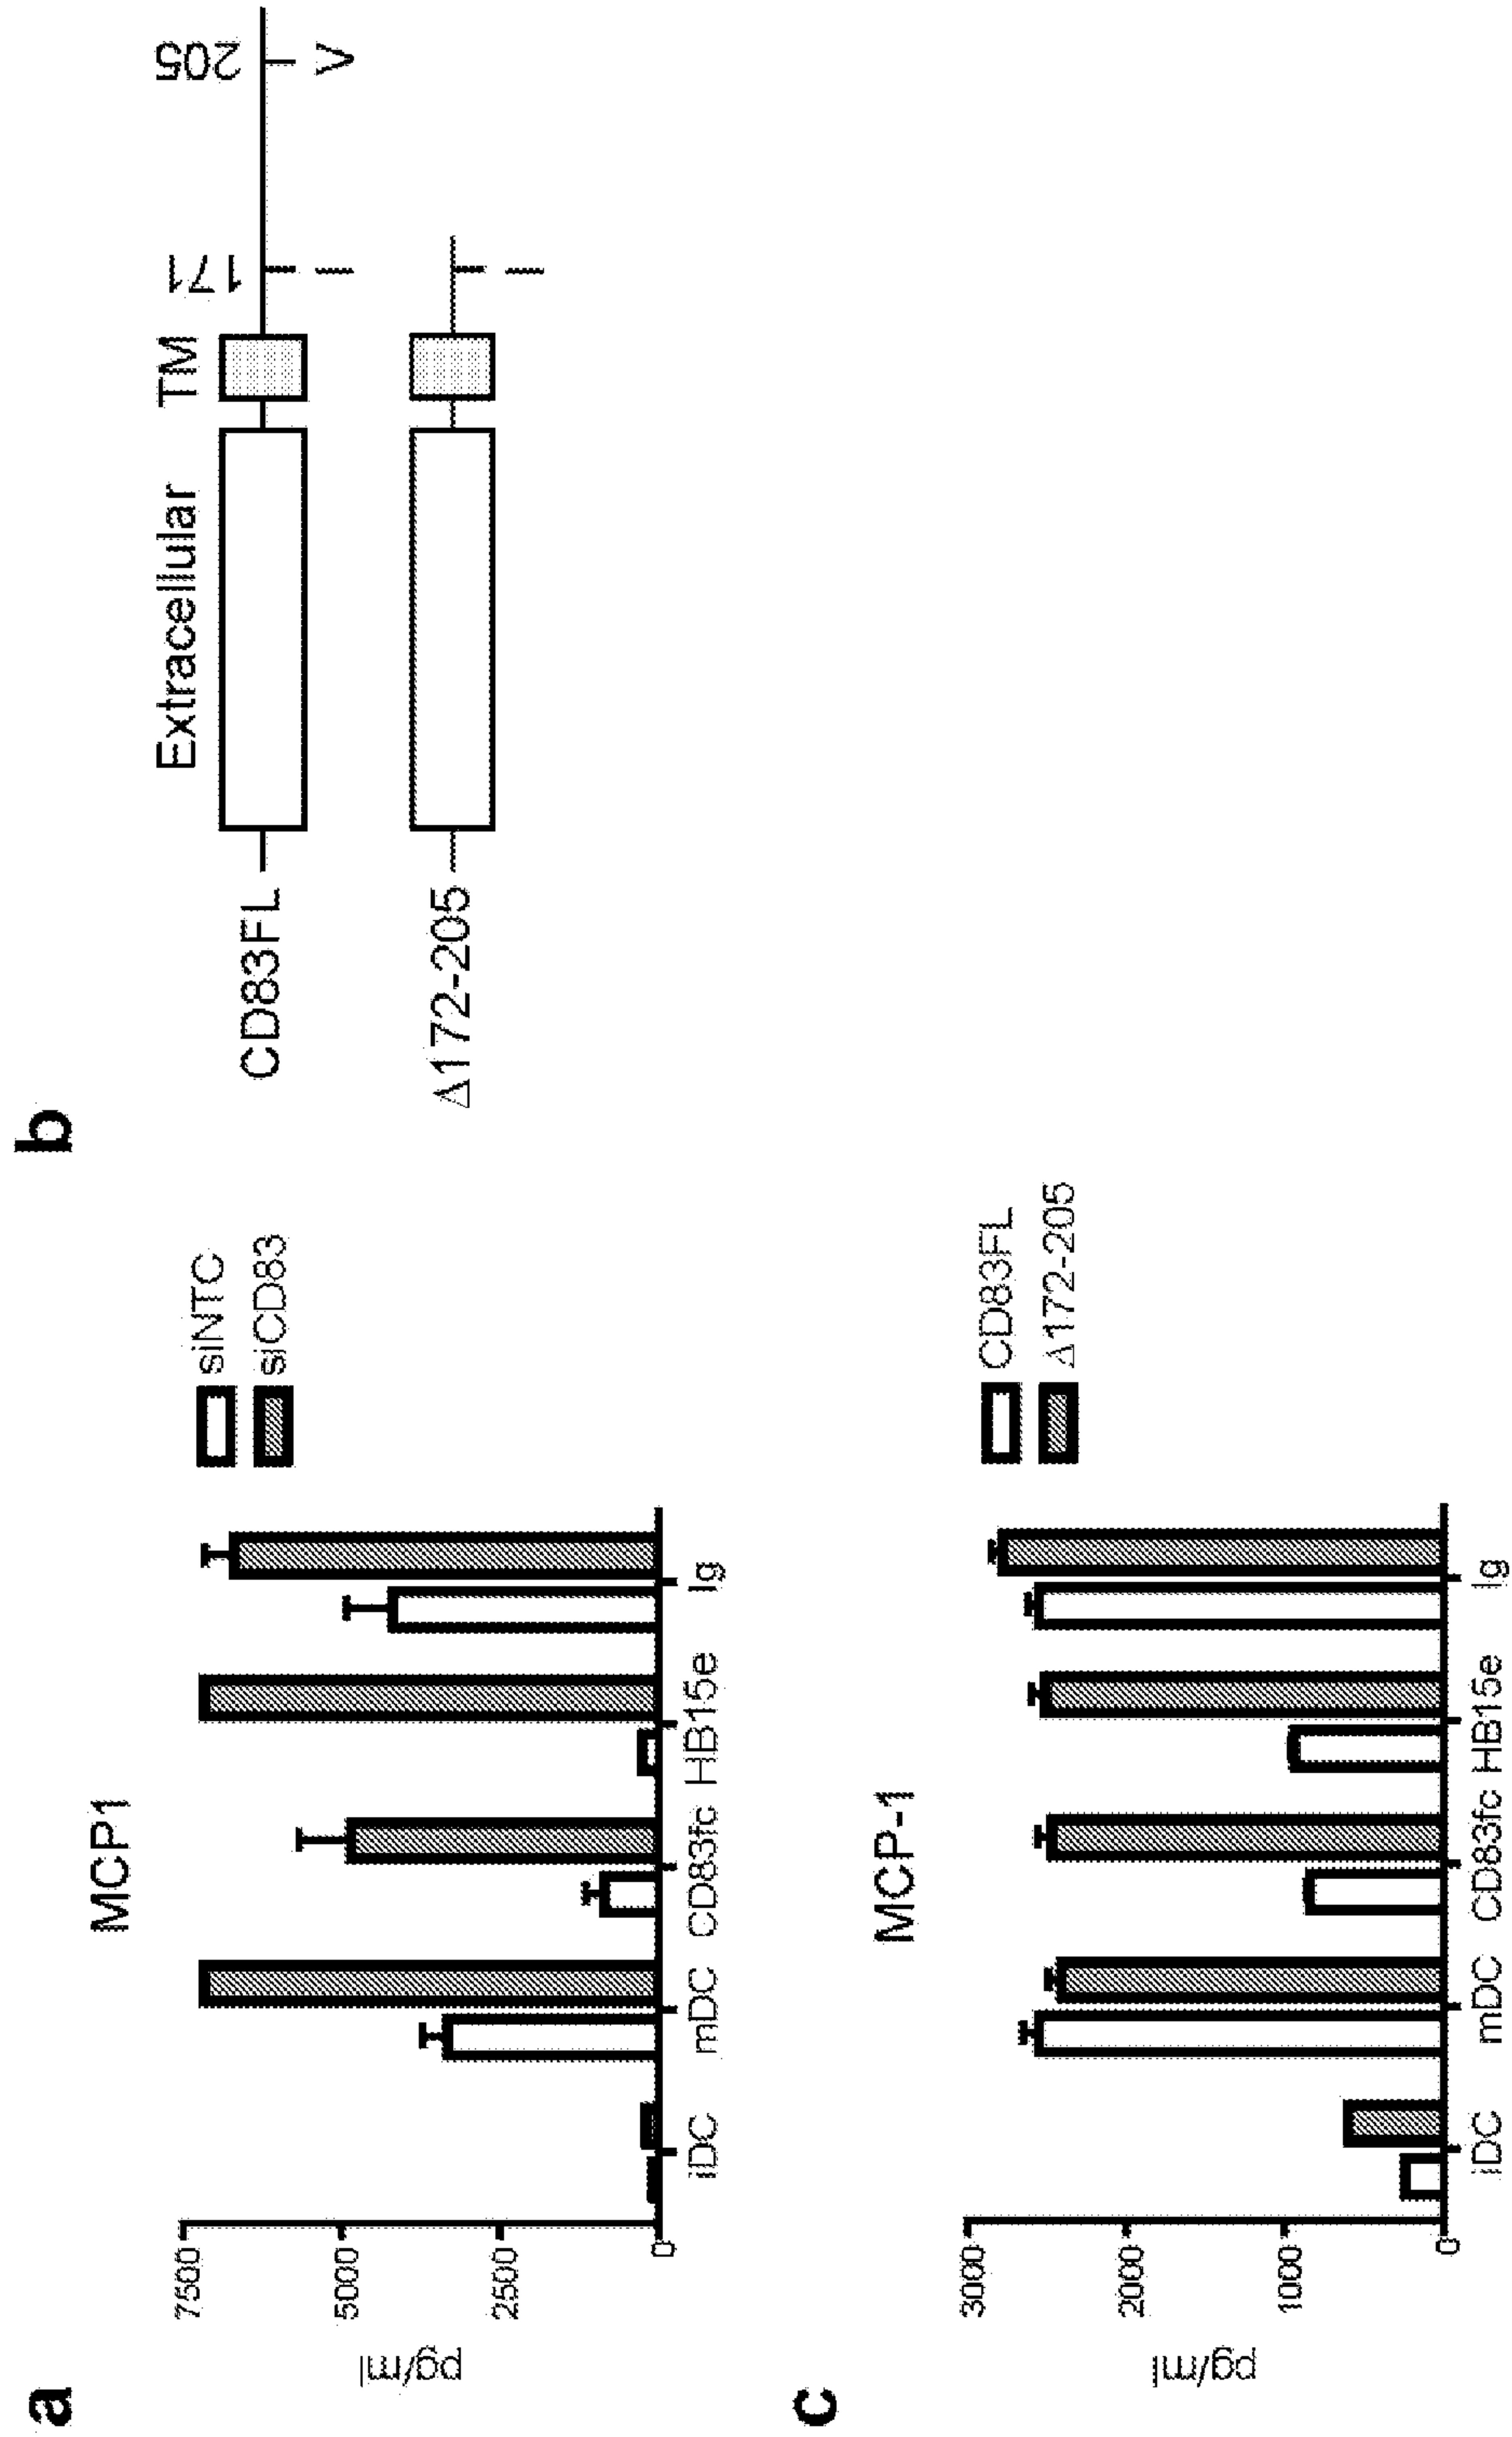 a
MCP1
siNTC
siCD83
pg/ml
7500
5000
2500
0
iDC mDC CD83fc HB15e Ig
b
Extracellular TM 171 205
CD83FL
I V
Δ172-205
I
c
MCP-1
CD83FL
Δ172-205
pg/ml
3000
2000
1000
0
iDC mDC CD83fc HB15e Ig